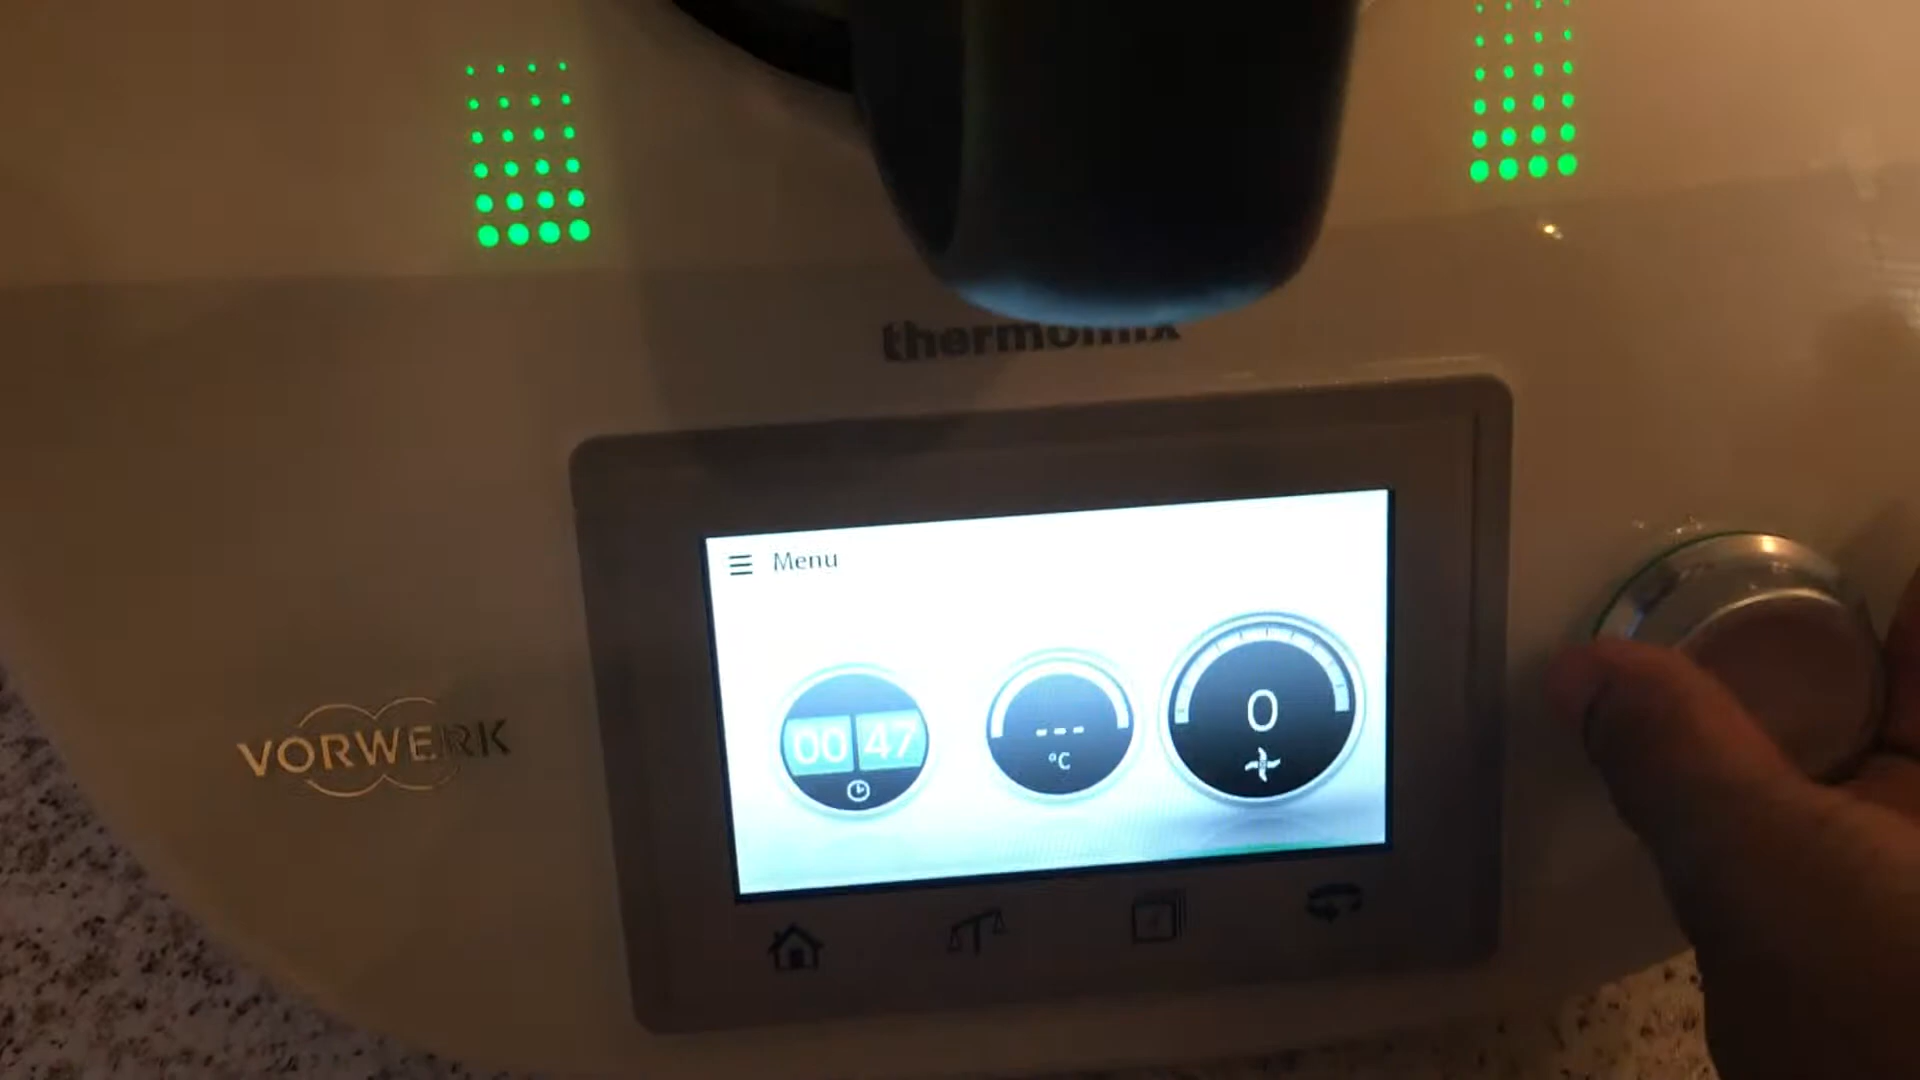 thermomix
Menu
00 47
---
°C
0
VORWERK